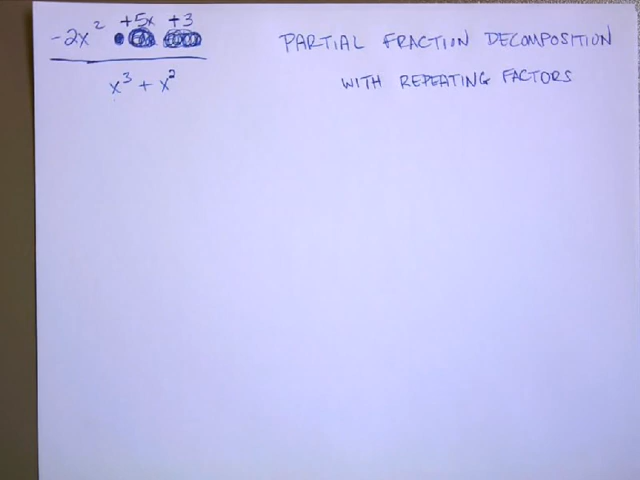 -2x² +5x +3
x³ + x²
PARTIAL FRACTION DECOMPOSITION
WITH REPEATING FACTORS